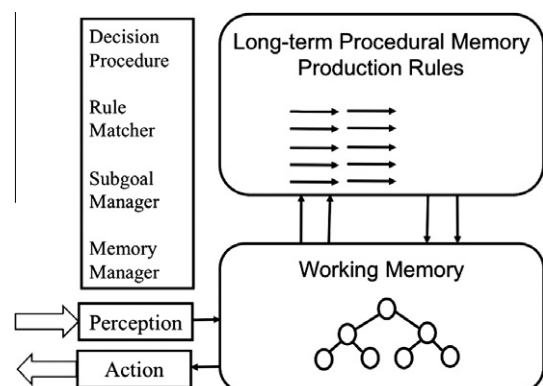 Decision
Procedure
Rule
Matcher
Subgoal
Manager
Memory
Manager
Long-term Procedural Memory
Production Rules
Working Memory
Perception
Action